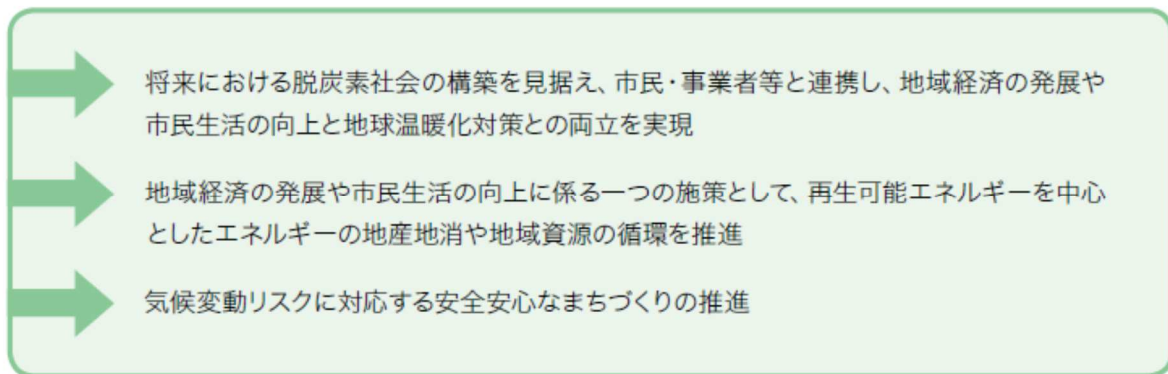 将来における脱炭素社会の構築を見据え、市民・事業者等と連携し、地域経済の発展や
市民生活の向上と地球温暖化対策との両立を実現
地域経済の発展や市民生活の向上に係る一つの施策として、再生可能エネルギーを中心
としたエネルギーの地産地消や地域資源の循環を推進
気候変動リスクに対応する安全安心なまちづくりの推進